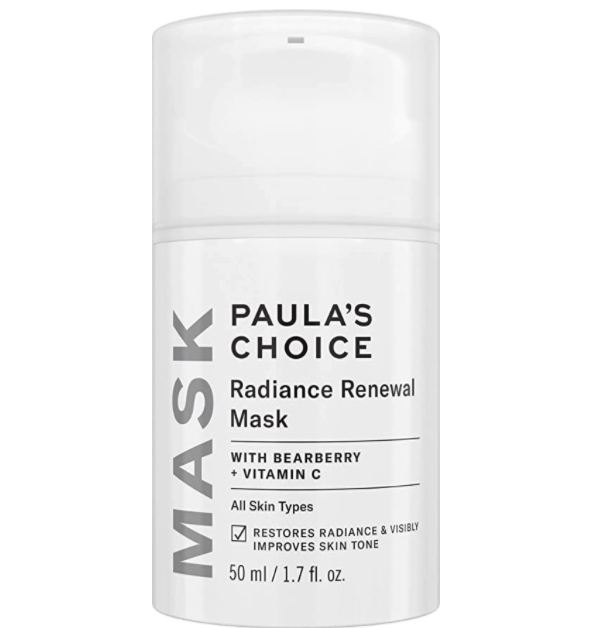 MASK
PAULA'S
CHOICE
Radiance Renewal
Mask
WITH BEARBERRY
+ VITAMIN C
All Skin Types
☑ RESTORES RADIANCE & VISIBLY
IMPROVES SKIN TONE
50 ml / 1.7 fl. oz.